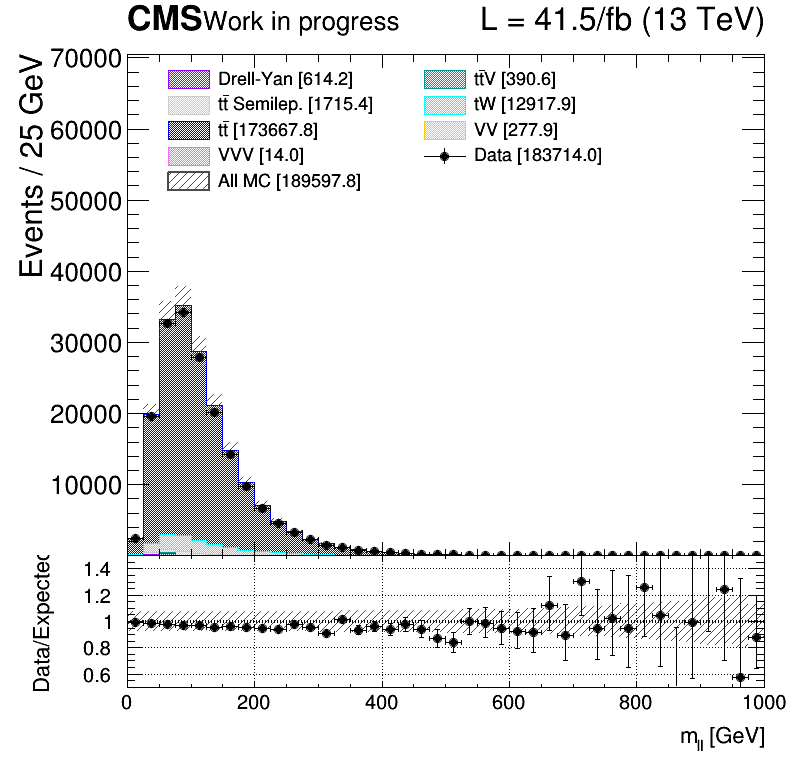 CMS Work in progress L = 41.5/fb (13 TeV)
Events / 25 GeV
70000
60000
50000
40000
30000
20000
10000
Drell-Yan [614.2]
tt̄ Semilep. [1715.4]
tt̄ [173667.8]
VVV [14.0]
All MC [189597.8]
tt̄V [390.6]
tW [12917.9]
VV [277.9]
Data [183714.0]
Data/Expected
1.4
1.2
1
0.8
0.6
0 200 400 600 800 1000
m_ll [GeV]